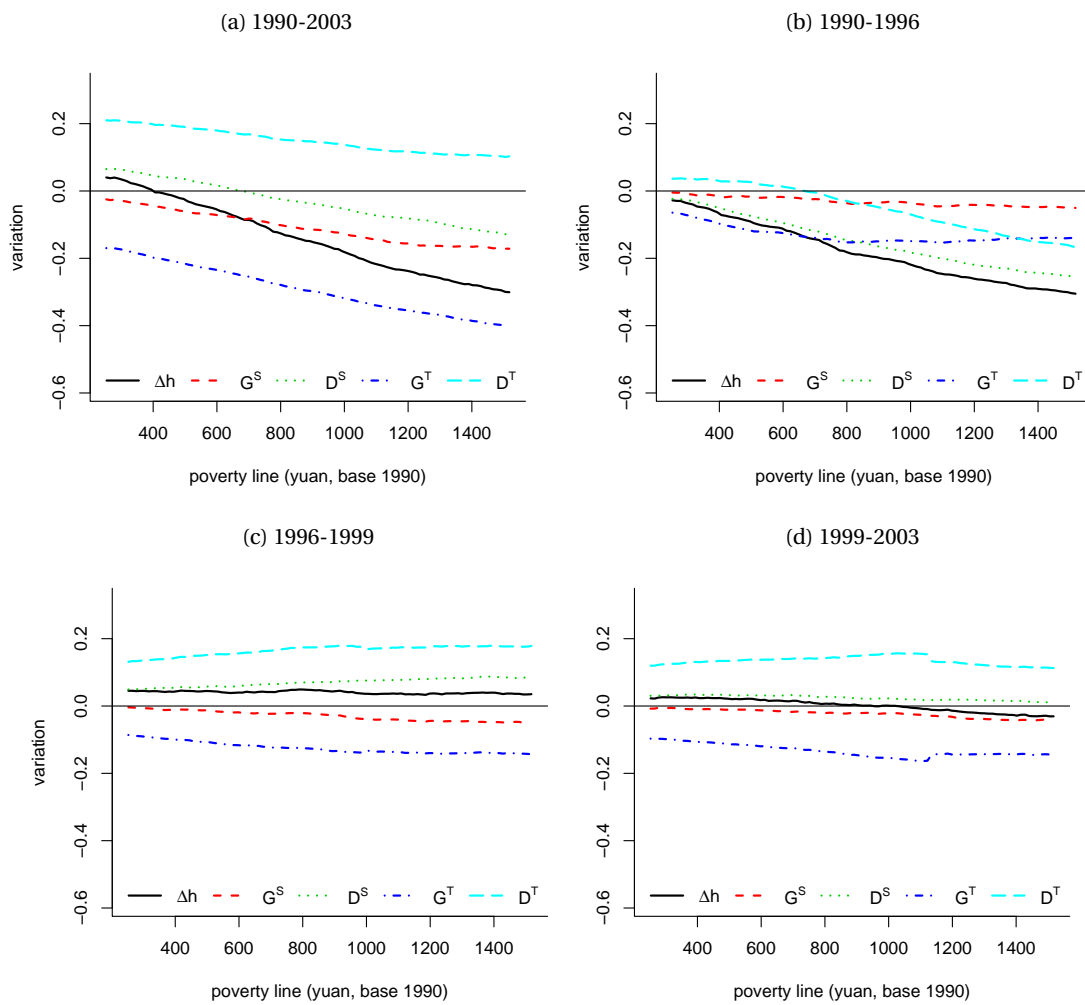 (a) 1990-2003
variation
0.2
0.0
−0.2
−0.4
−0.6
Δh G^S D^S G^T D^T
400 600 800 1000 1200 1400
poverty line (yuan, base 1990)
(b) 1990-1996
variation
0.2
0.0
−0.2
−0.4
−0.6
Δh G^S D^S G^T D^T
400 600 800 1000 1200 1400
poverty line (yuan, base 1990)
(c) 1996-1999
variation
0.2
0.0
−0.2
−0.4
−0.6
Δh G^S D^S G^T D^T
400 600 800 1000 1200 1400
poverty line (yuan, base 1990)
(d) 1999-2003
variation
0.2
0.0
−0.2
−0.4
−0.6
Δh G^S D^S G^T D^T
400 600 800 1000 1200 1400
poverty line (yuan, base 1990)